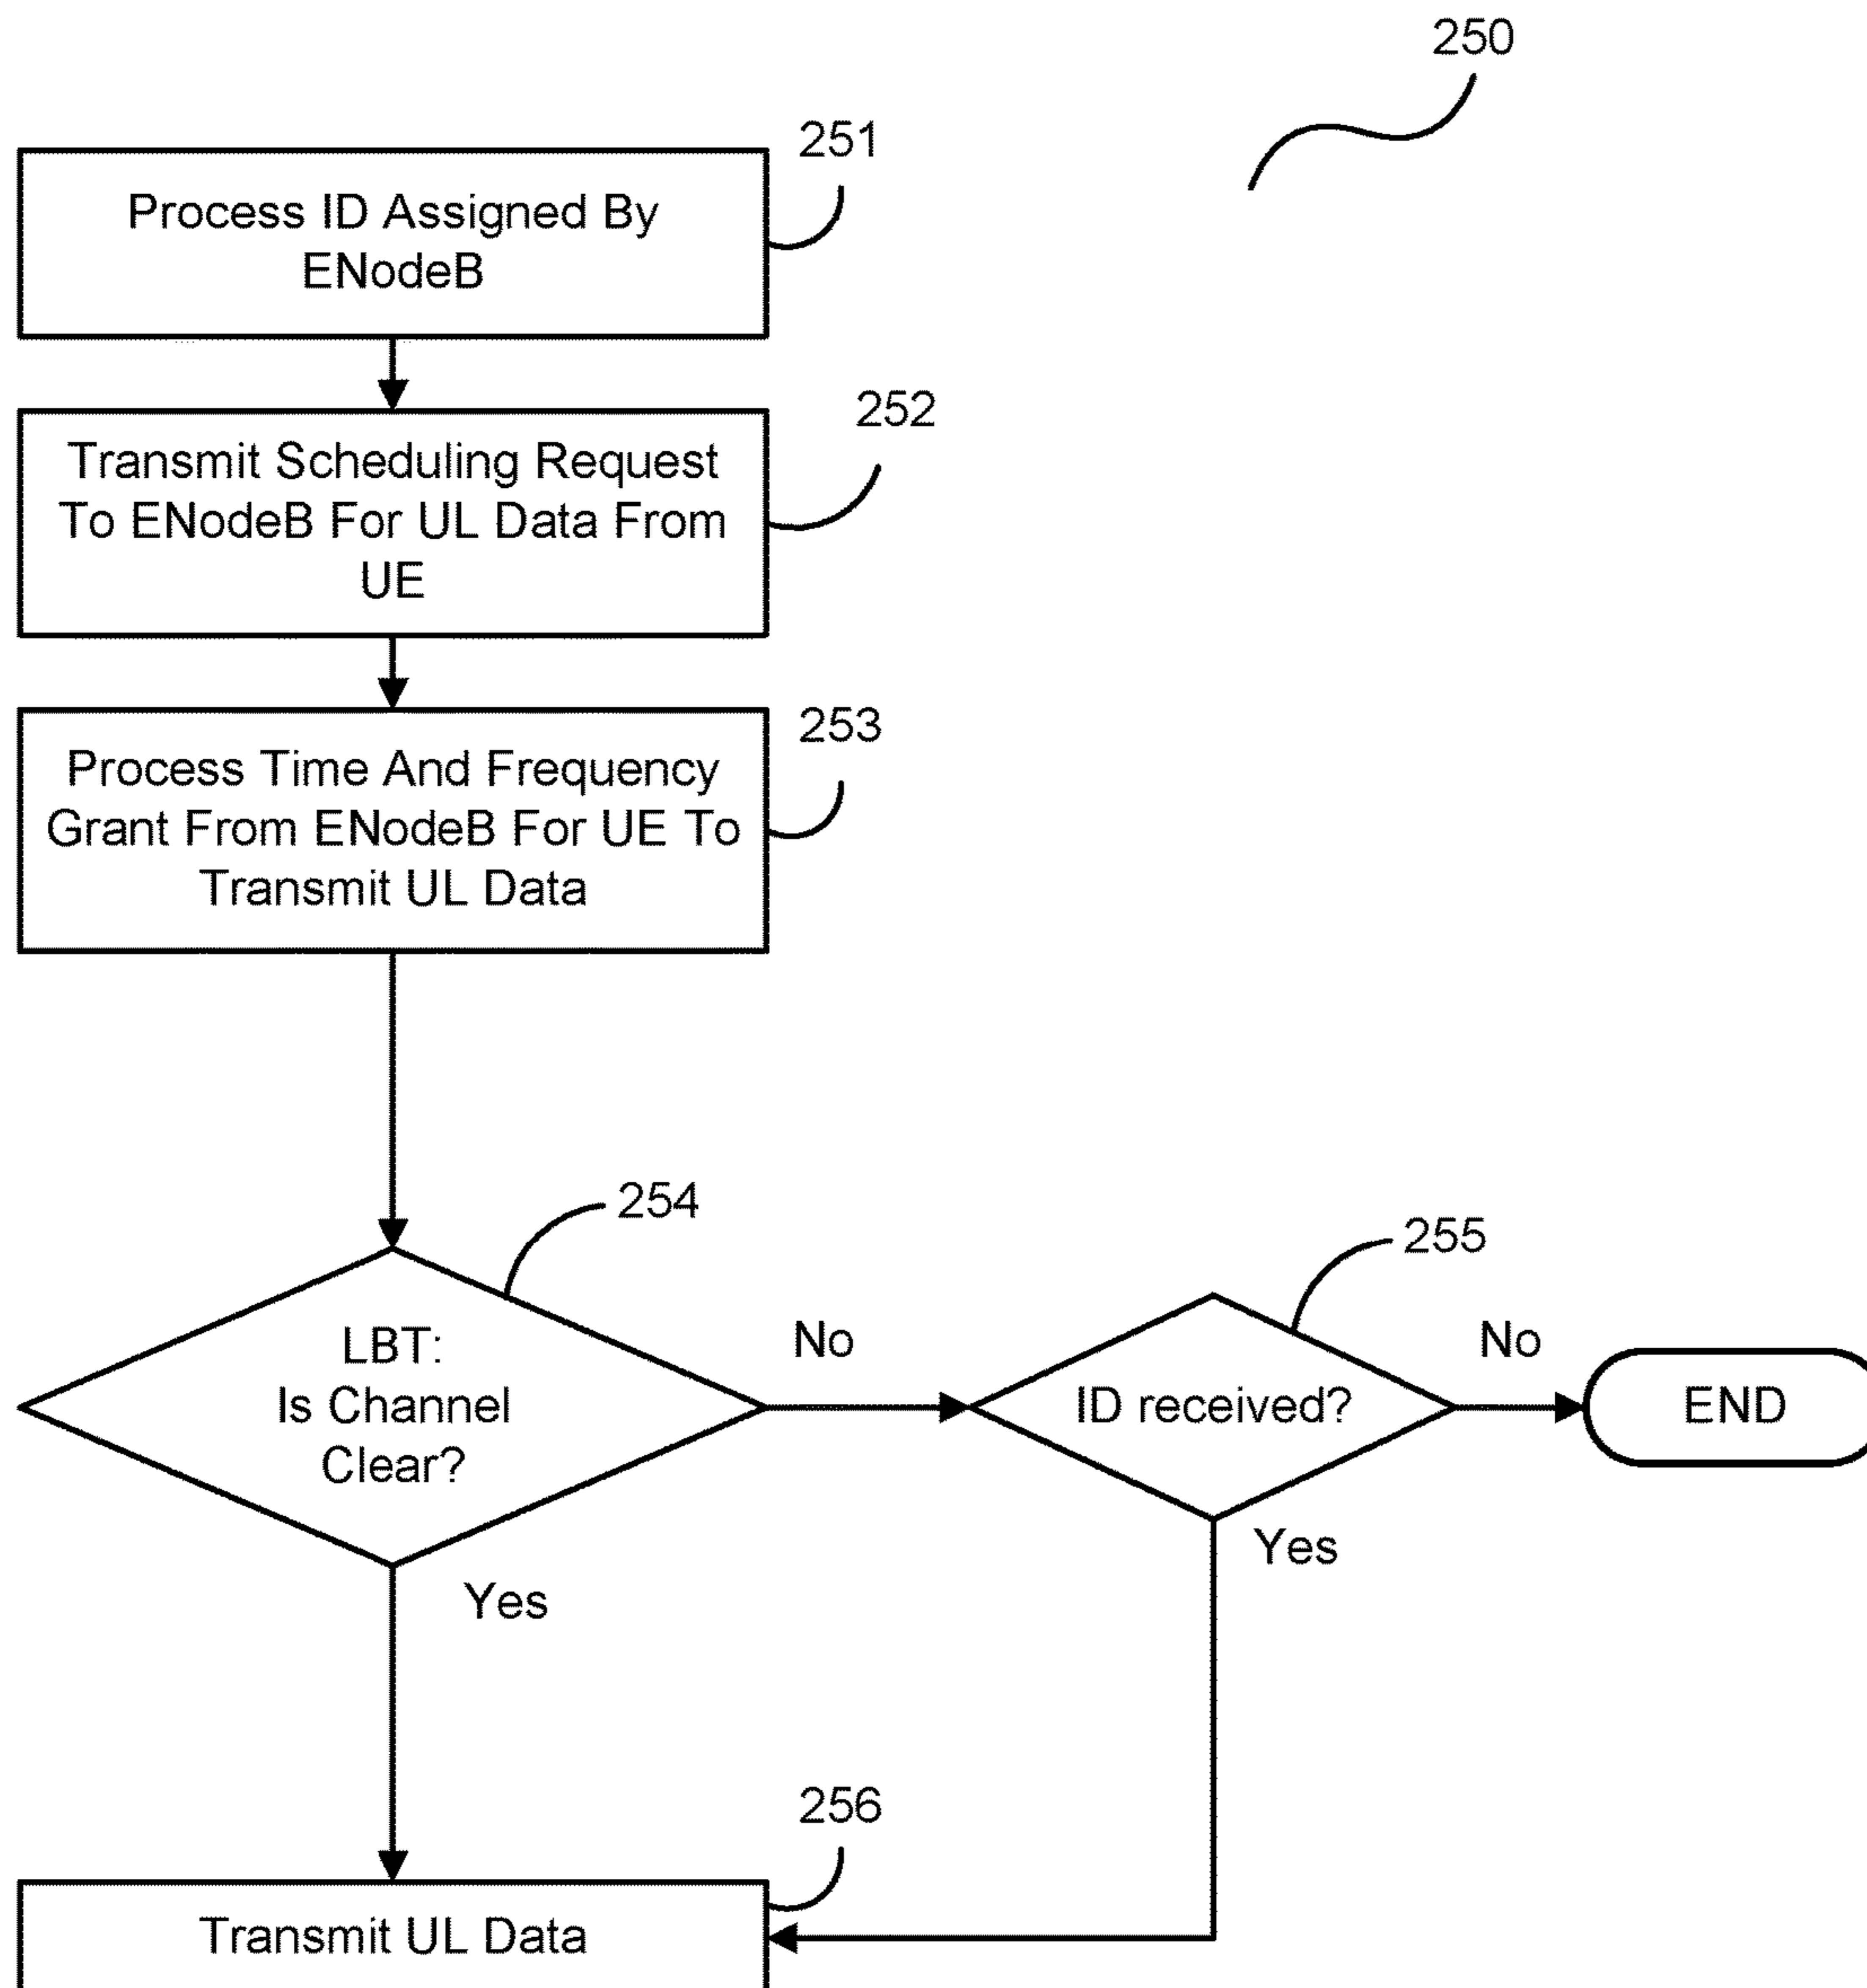 250
251
Process ID Assigned By
ENodeB
252
Transmit Scheduling Request
To ENodeB For UL Data From
UE
253
Process Time And Frequency
Grant From ENodeB For UE To
Transmit UL Data
254
LBT:
Is Channel
Clear?
No
Yes
255
ID received?
No
Yes
END
256
Transmit UL Data